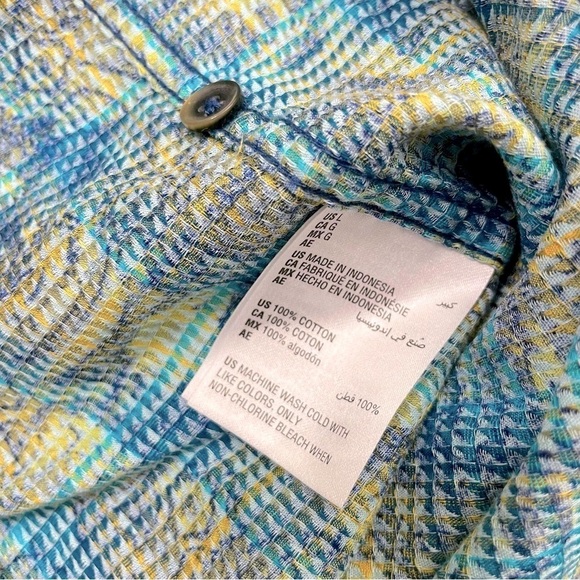 US L
CA G
MX G
AE كبير
US MADE IN INDONESIA
CA FABRIQUÉ EN INDONÉSIE
MX HECHO EN INDONESIA
AE صنع في إندونيسيا
US 100% COTTON
CA 100% COTON
MX 100% algodón
AE 100% قطن
US MACHINE WASH COLD WITH
LIKE COLORS. ONLY
NON-CHLORINE BLEACH WHEN